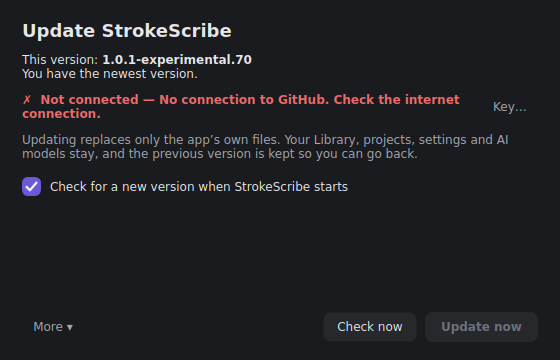 Update StrokeScribe
This version: 1.0.1-experimental.70
You have the newest version.
✗ Not connected — No connection to GitHub. Check the internet
connection.
Key...
Updating replaces only the app’s own files. Your Library, projects, settings and AI
models stay, and the previous version is kept so you can go back.
Check for a new version when StrokeScribe starts
More ▾
Check now
Update now